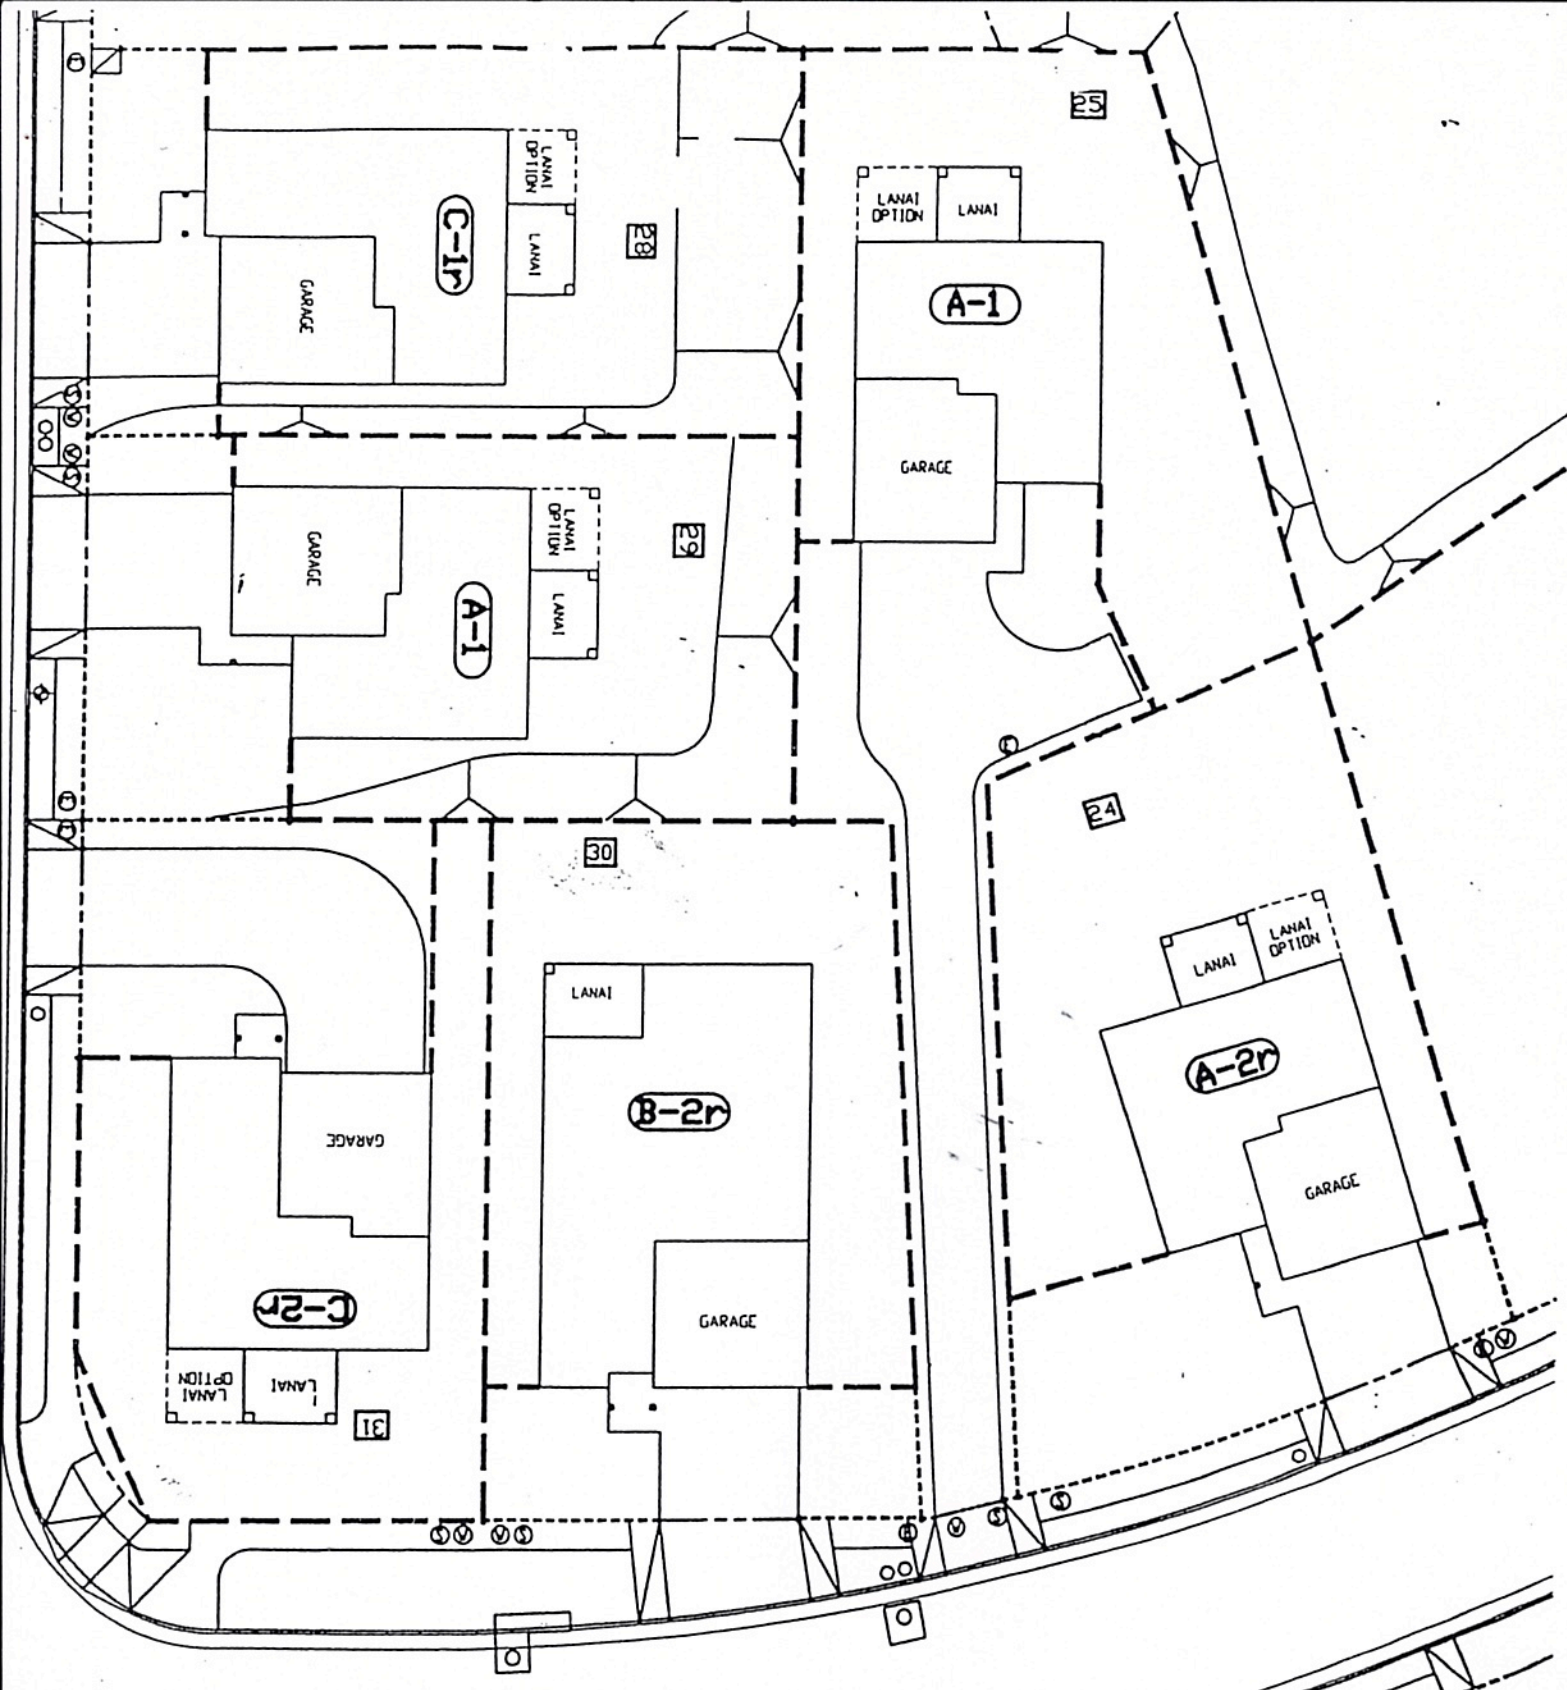 25
LANAI
OPTION
LANAI
OPTION
LANAI
C-1r
LANAI
28
GARAGE
A-1
GARAGE
S
W
W
S
LANAI
OPTION
GARAGE
29
LANAI
A-1
24
30
LANAI
OPTION
LANAI
LANAI
A-2r
B-2r
GARAGE
GARAGE
C-2r
GARAGE
LANAI
OPTION
LANAI
31
S
W
W
S
W
S
S
W